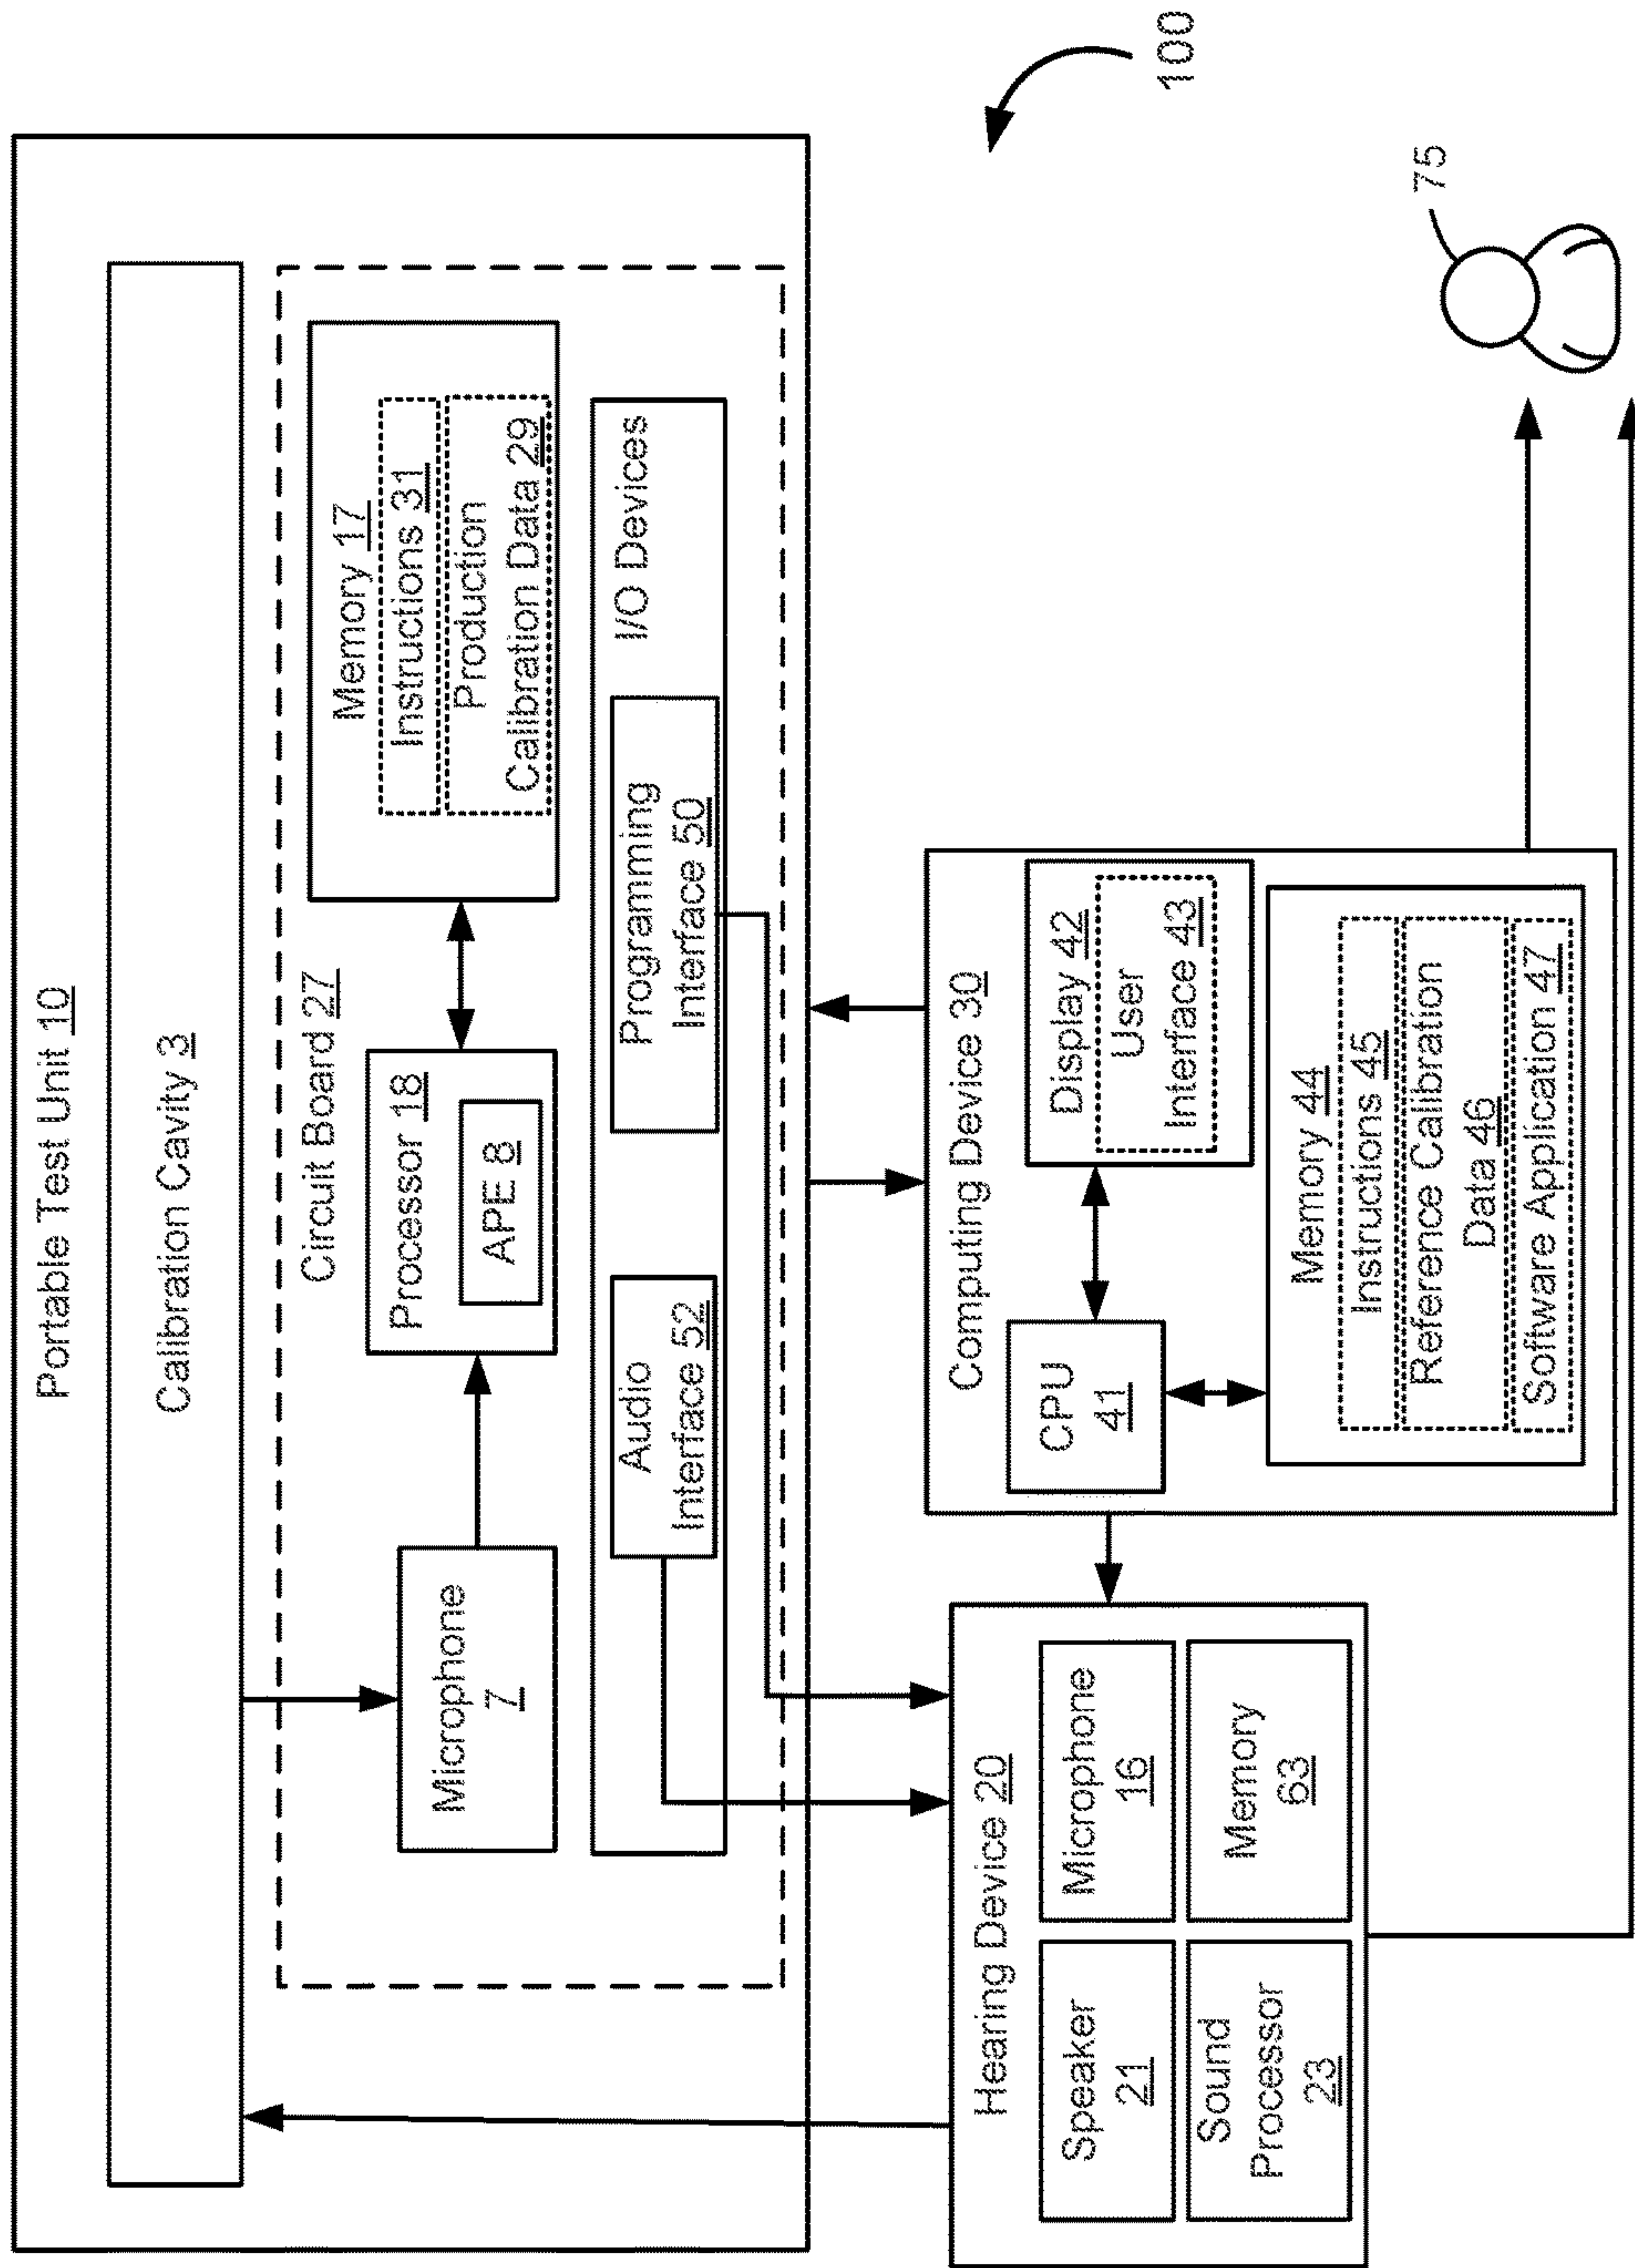 Portable Test Unit 10
Calibration Cavity 3
Circuit Board 27
Microphone
7
Processor 18
APE 8
Memory 17
Instructions 31
Production
Calibration Data 29
Audio
Interface 52
Programming
Interface 50
I/O Devices
Hearing Device 20
Speaker
21
Microphone
16
Sound
Processor
23
Memory
63
Computing Device 30
CPU
41
Display 42
User
Interface 43
Memory 44
Instructions 45
Reference Calibration
Data 46
Software Application 47
75
100